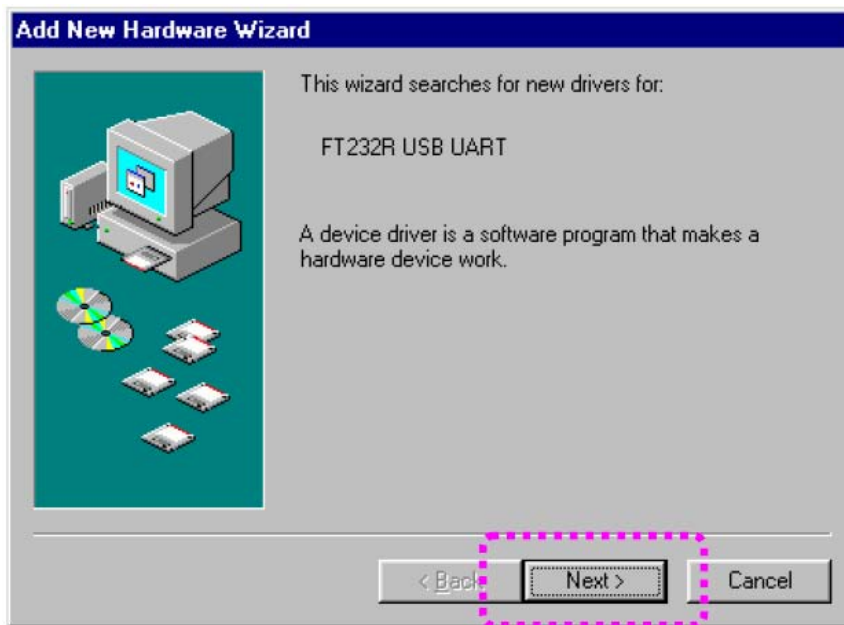 Add New Hardware Wizard
This wizard searches for new drivers for:
FT232R USB UART
A device driver is a software program that makes a
hardware device work.
< Back
Next >
Cancel